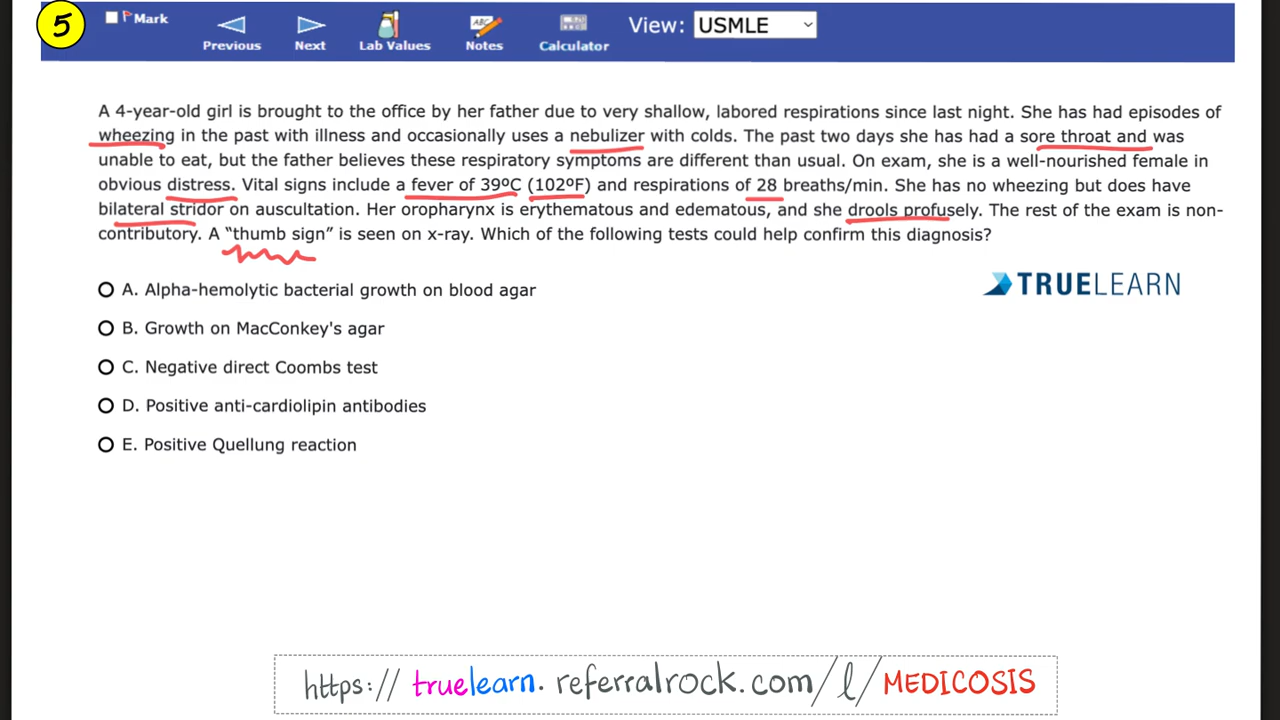 5
Mark
Previous
Next
Lab Values
ABC
Notes
Calculator
View: USMLE
A 4-year-old girl is brought to the office by her father due to very shallow, labored respirations since last night. She has had episodes of
wheezing in the past with illness and occasionally uses a nebulizer with colds. The past two days she has had a sore throat and was
unable to eat, but the father believes these respiratory symptoms are different than usual. On exam, she is a well-nourished female in
obvious distress. Vital signs include a fever of 39ºC (102ºF) and respirations of 28 breaths/min. She has no wheezing but does have
bilateral stridor on auscultation. Her oropharynx is erythematous and edematous, and she drools profusely. The rest of the exam is non-
contributory. A “thumb sign” is seen on x-ray. Which of the following tests could help confirm this diagnosis?
A. Alpha-hemolytic bacterial growth on blood agar
TRUELEARN
B. Growth on MacConkey's agar
C. Negative direct Coombs test
D. Positive anti-cardiolipin antibodies
E. Positive Quellung reaction
https://truelearn.referralrock.com/l/MEDICOSIS